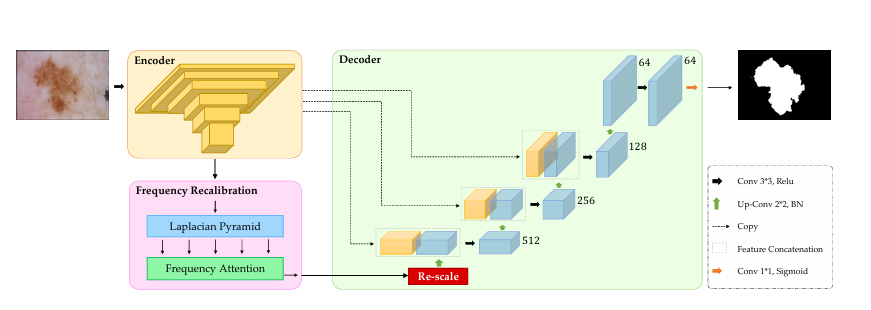 Encoder
Decoder
64
64
128
256
512
Frequency Recalibration
Laplacian Pyramid
Frequency Attention
Re-scale
Conv 3*3, Relu
Up-Conv 2*2, BN
Copy
Feature Concatenation
Conv 1*1, Sigmoid